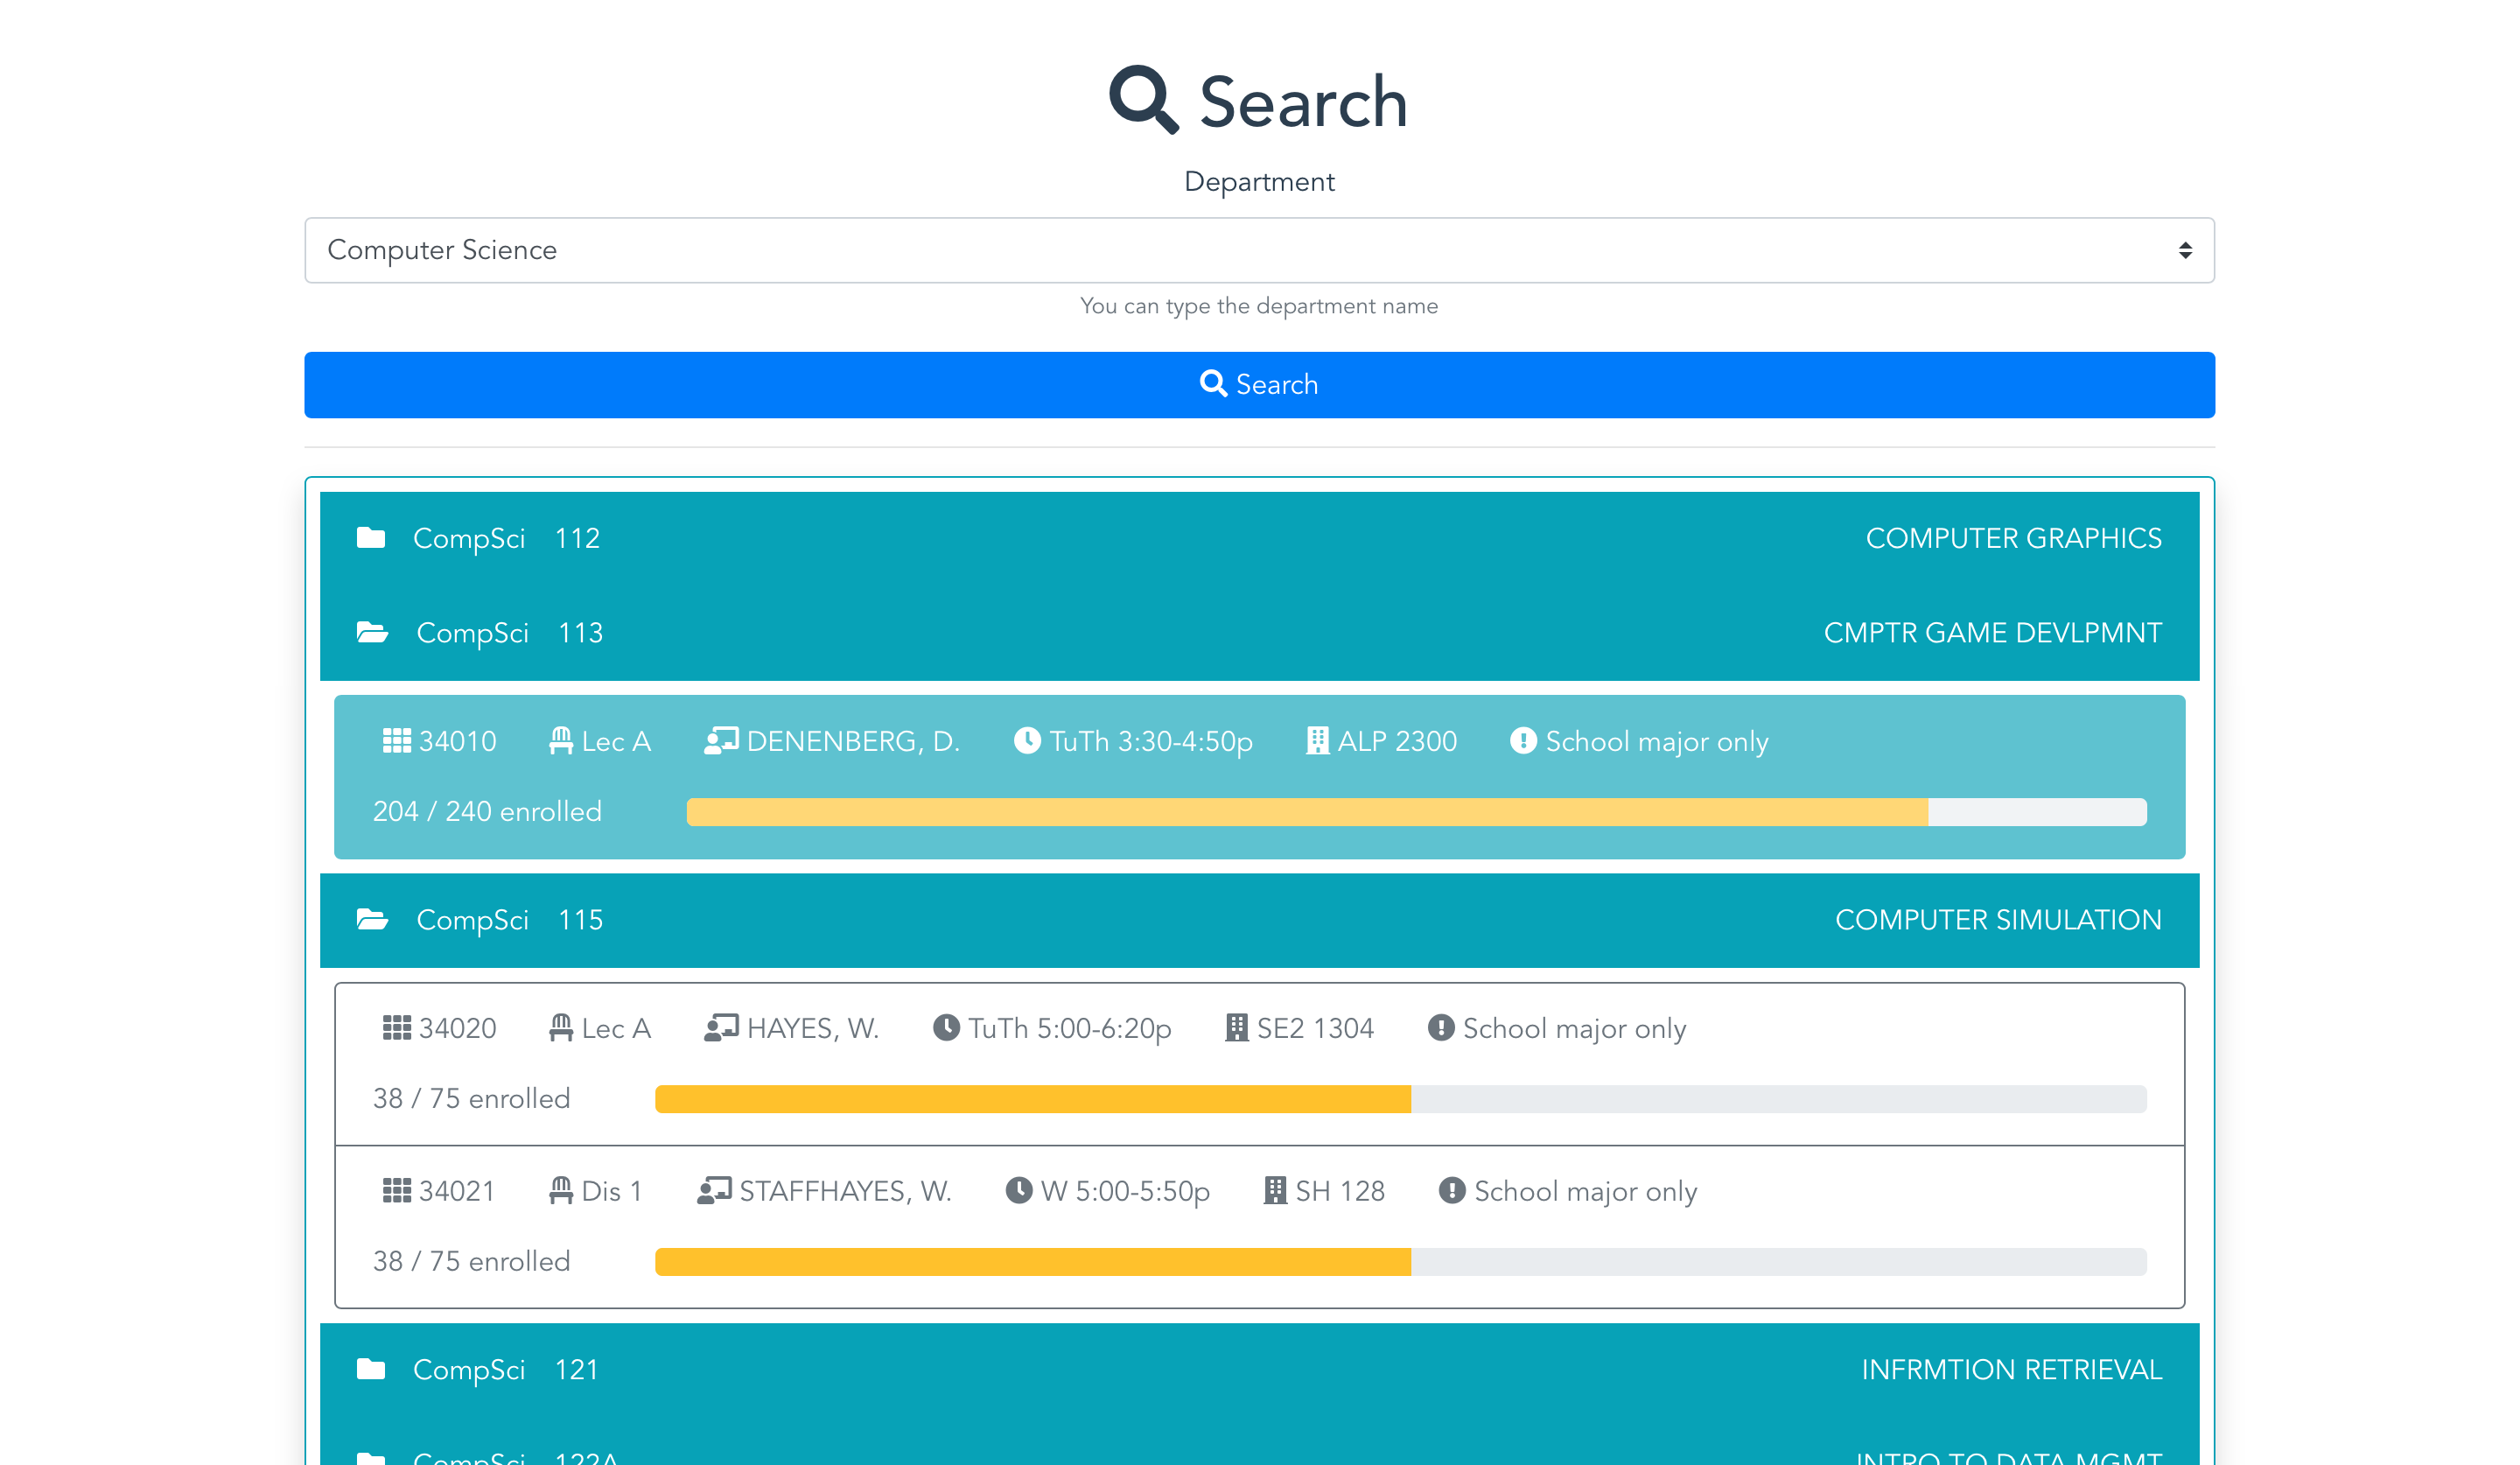 Search
Department
Computer Science
You can type the department name
Search
CompSci 112 COMPUTER GRAPHICS
CompSci 113 CMPTR GAME DEVLPMNT
34010 Lec A DENENBERG, D. TuTh 3:30-4:50p ALP 2300 School major only
204 / 240 enrolled
CompSci 115 COMPUTER SIMULATION
34020 Lec A HAYES, W. TuTh 5:00-6:20p SE2 1304 School major only
38 / 75 enrolled
34021 Dis 1 STAFFHAYES, W. W 5:00-5:50p SH 128 School major only
38 / 75 enrolled
CompSci 121 INFRMTION RETRIEVAL
CompSci 122A INTRO TO DATA MGMT